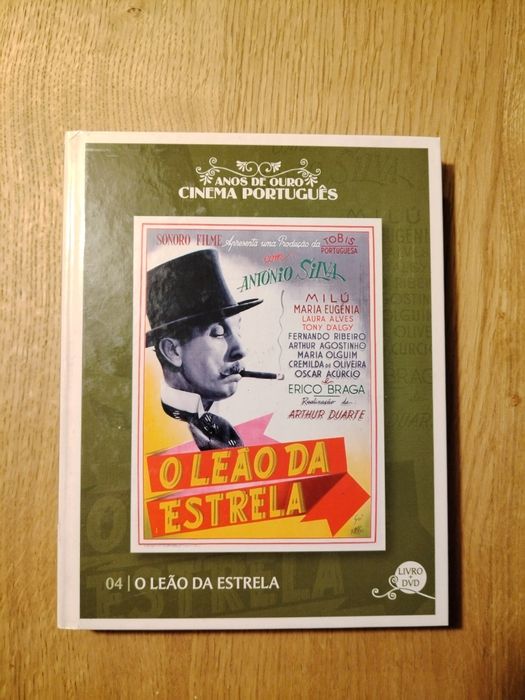 ANOS DE OURO
CINEMA PORTUGUÊS
SONORO FILME Apresenta uma Produção da TOBIS
PORTUGUESA
com
ANTÓNIO SILVA
MILÚ
MARIA EUGÉNIA
LAURA ALVES
TONY D'ALGY
FERNANDO RIBEIRO
ARTHUR AGOSTINHO
MARIA OLGUIM
CREMILDA DE OLIVEIRA
OSCAR ACÚRCIO
e
ERICO BRAGA
Realização de
ARTHUR DUARTE
O LEÃO DA
ESTRELA
04 | O LEÃO DA ESTRELA
LIVRO
+
DVD